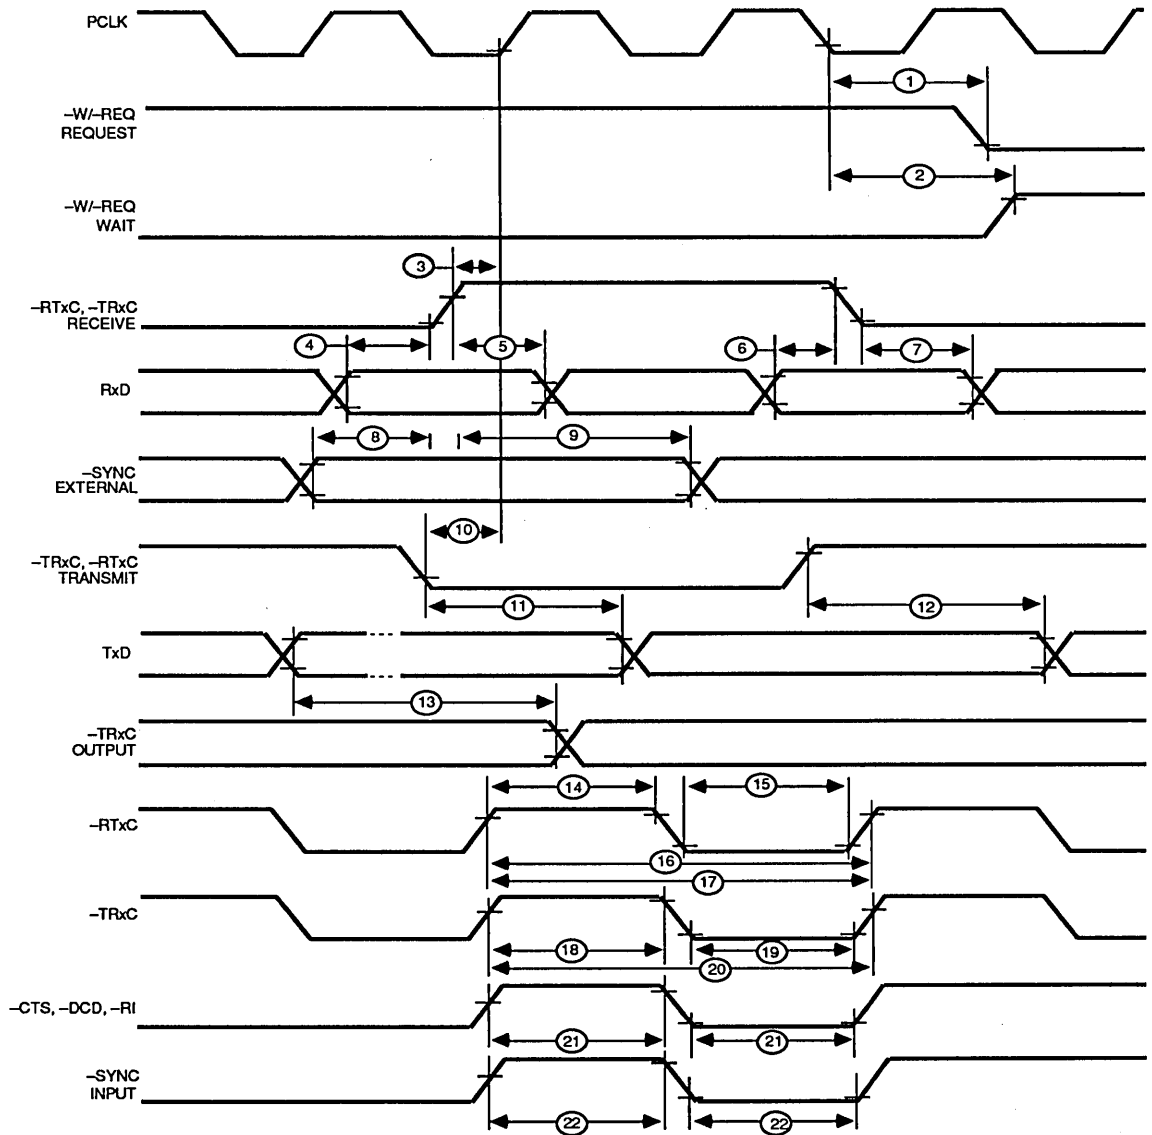 PCLK
1
–W/–REQ
REQUEST
2
–W/–REQ
WAIT
3
–RTxC, –TRxC
RECEIVE
4
5
6
7
RxD
8
9
–SYNC
EXTERNAL
10
–TRxC, –RTxC
TRANSMIT
11
12
TxD
13
–TRxC
OUTPUT
14
15
–RTxC
16
17
–TRxC
18
19
20
–CTS, –DCD, –RI
21
21
–SYNC
INPUT
22
22